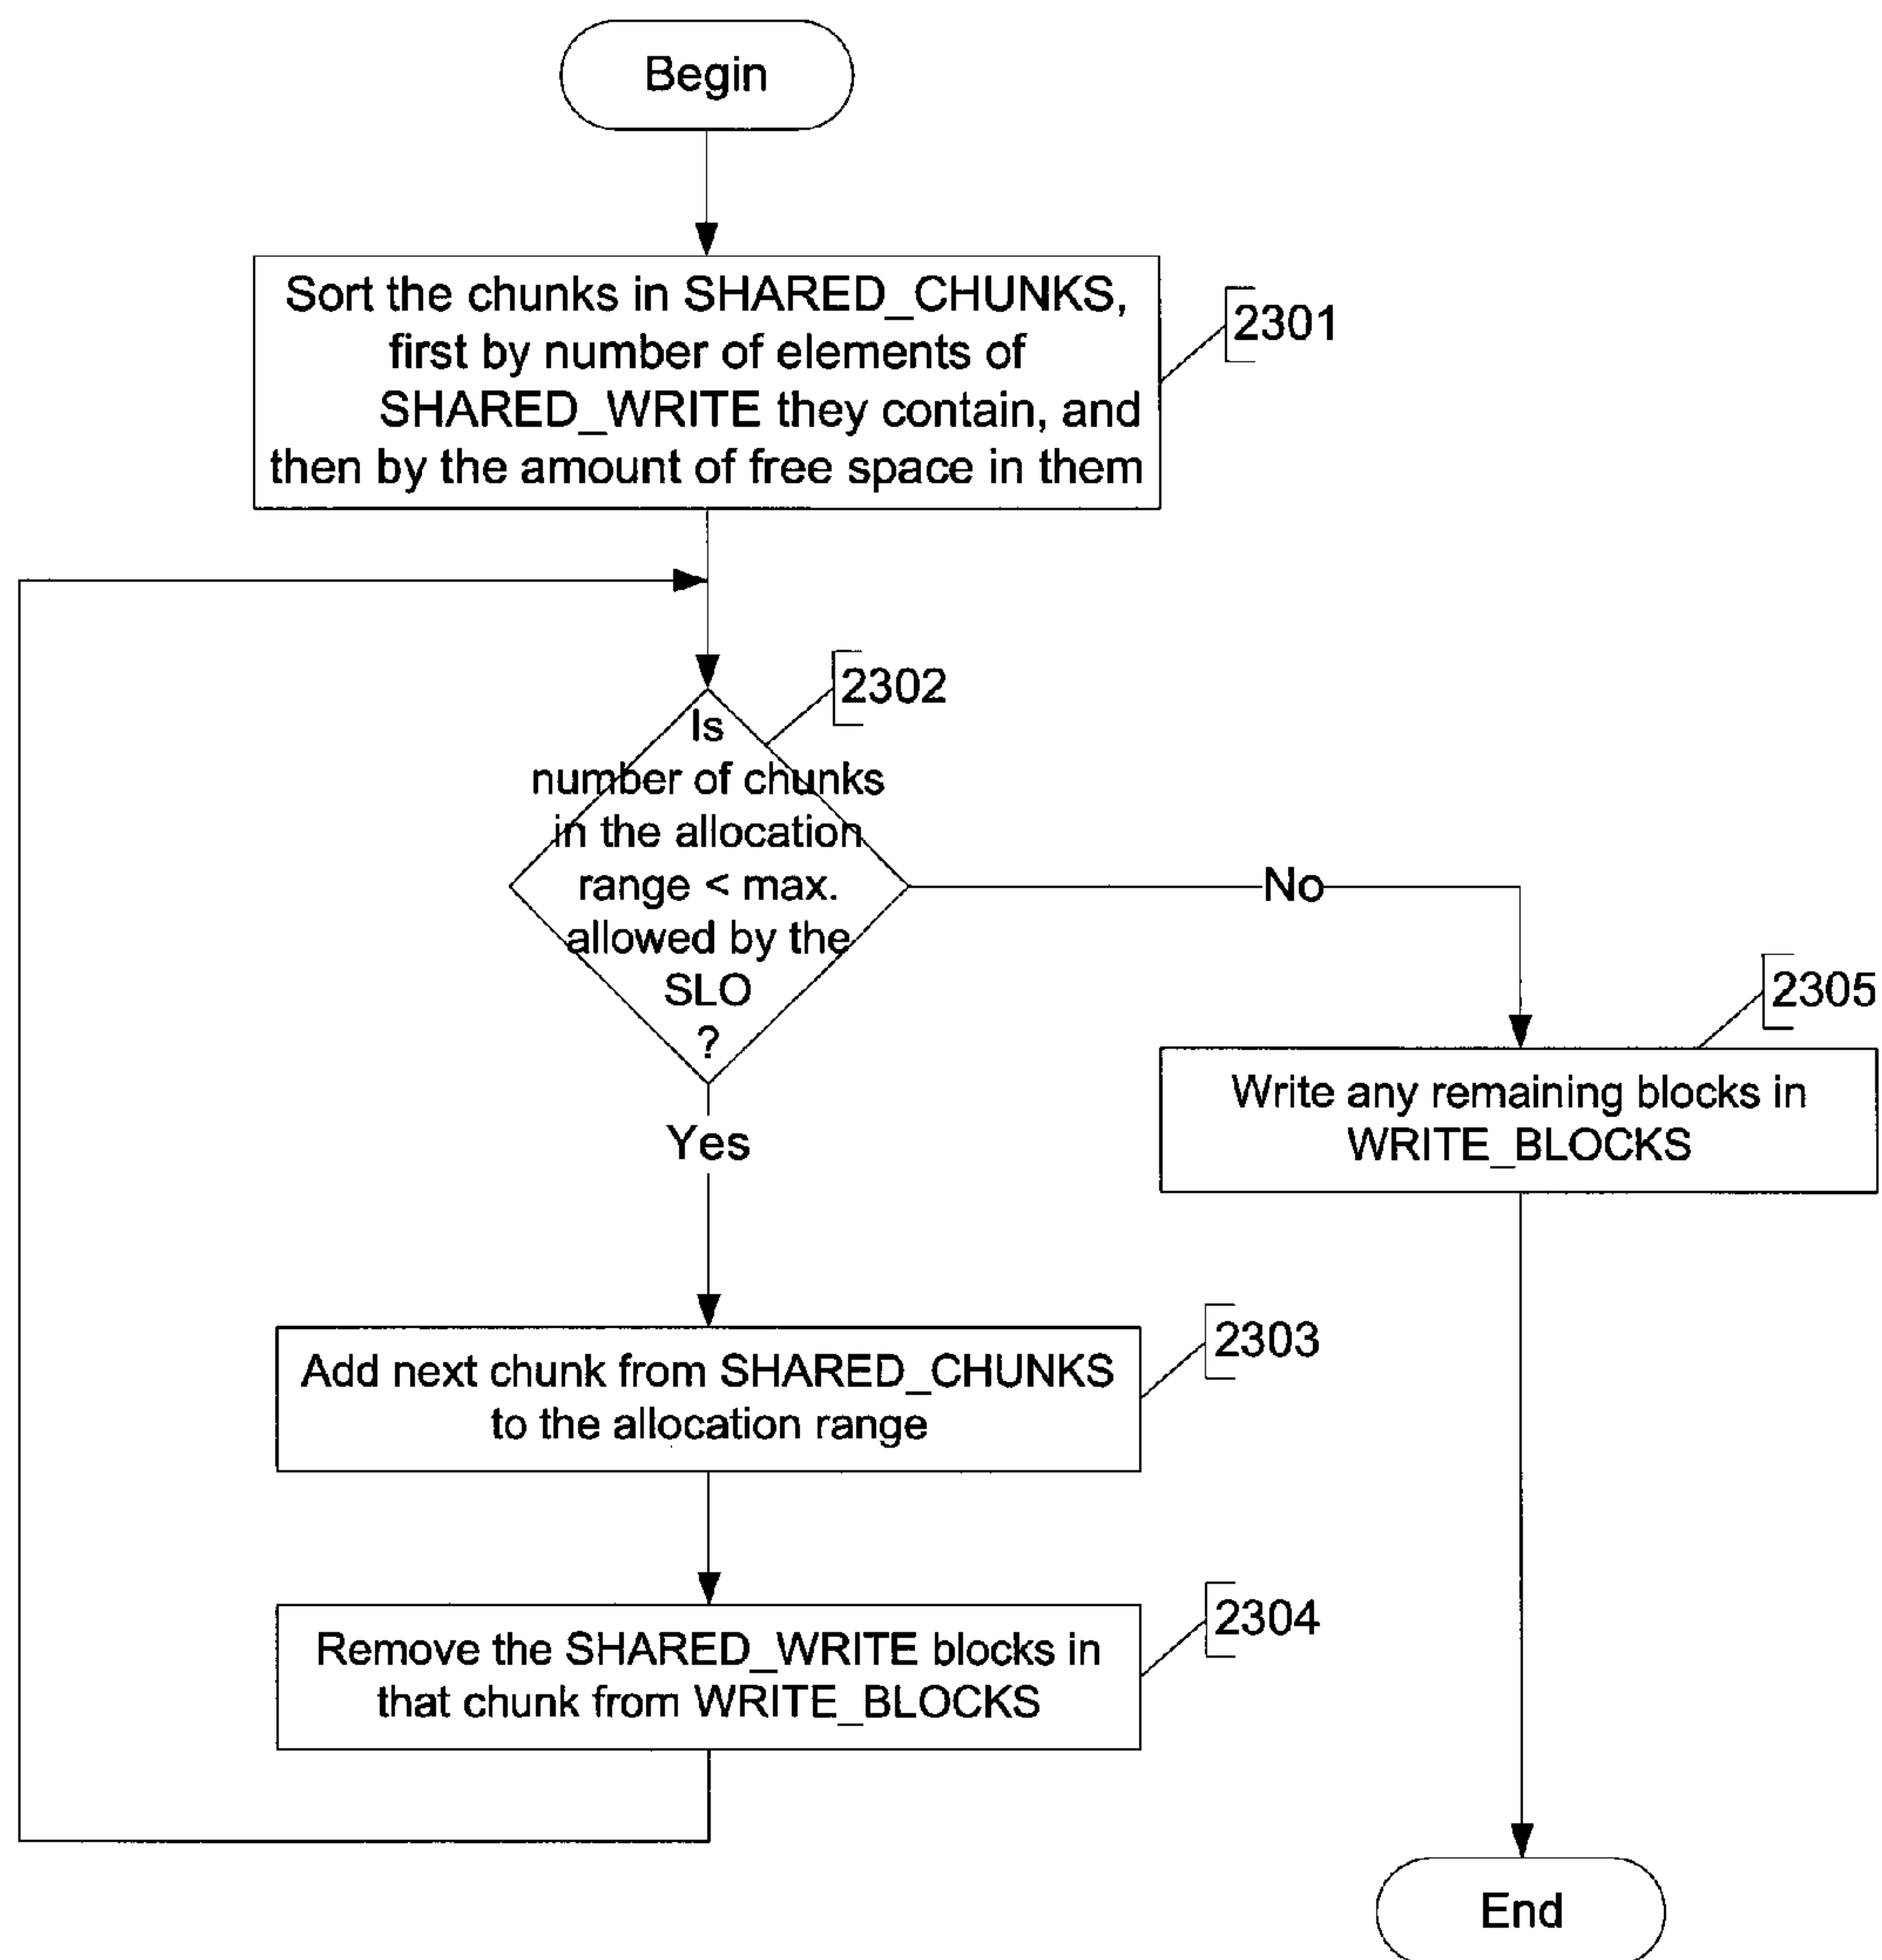 Begin
Sort the chunks in SHARED_CHUNKS,
first by number of elements of
SHARED_WRITE they contain, and
then by the amount of free space in them
2301
2302
Is
number of chunks
in the allocation
range < max.
allowed by the
SLO
?
No
2305
Write any remaining blocks in
WRITE_BLOCKS
Yes
2303
Add next chunk from SHARED_CHUNKS
to the allocation range
2304
Remove the SHARED_WRITE blocks in
that chunk from WRITE_BLOCKS
End